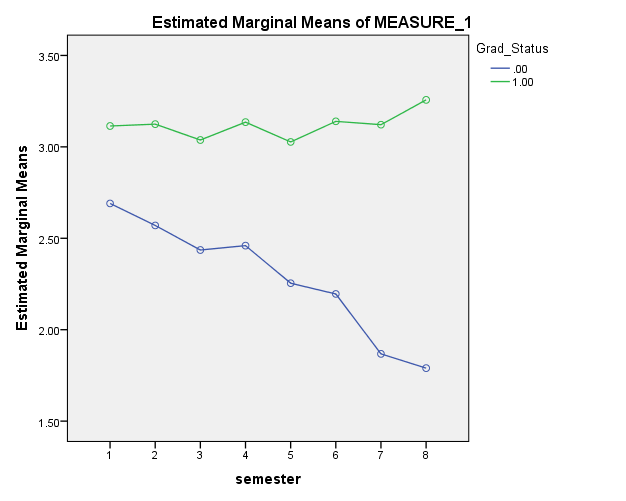 Estimated Marginal Means of MEASURE_1
Grad_Status
.00
1.00
3.50
3.00
2.50
2.00
1.50
Estimated Marginal Means
1 2 3 4 5 6 7 8
semester